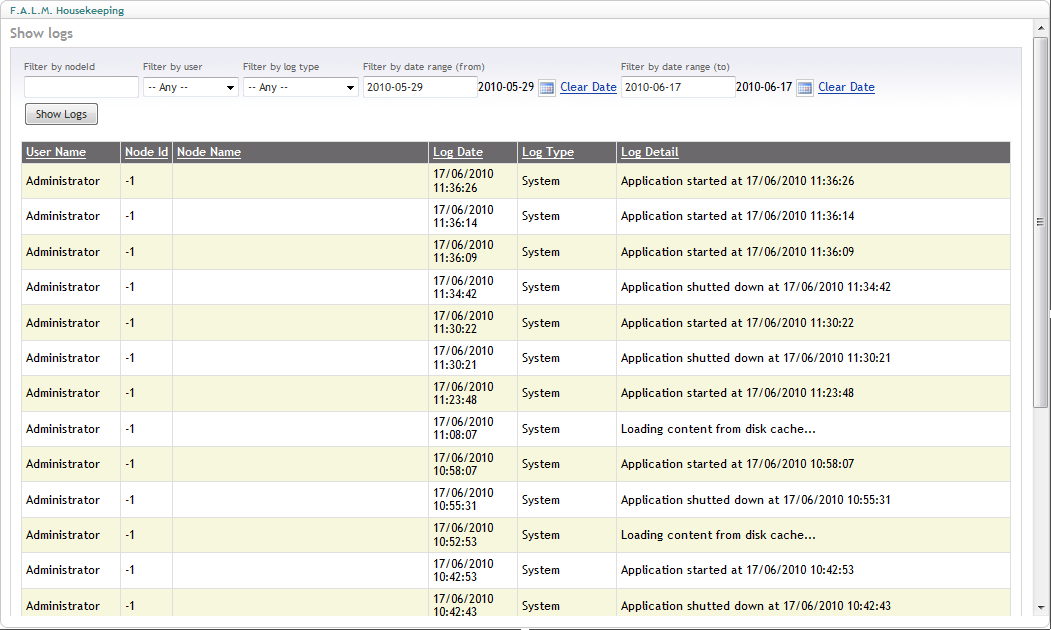 F.A.L.M. Housekeeping
Show logs
Filter by nodeId Filter by user Filter by log type Filter by date range (from) Filter by date range (to)
-- Any -- -- Any -- 2010-05-29 2010-05-29 Clear Date 2010-06-17 2010-06-17 Clear Date
Show Logs
User Name Node Id Node Name Log Date Log Type Log Detail
Administrator -1 17/06/2010 11:36:26 System Application started at 17/06/2010 11:36:26
Administrator -1 17/06/2010 11:36:14 System Application started at 17/06/2010 11:36:14
Administrator -1 17/06/2010 11:36:09 System Application started at 17/06/2010 11:36:09
Administrator -1 17/06/2010 11:34:42 System Application shutted down at 17/06/2010 11:34:42
Administrator -1 17/06/2010 11:30:22 System Application started at 17/06/2010 11:30:22
Administrator -1 17/06/2010 11:30:21 System Application shutted down at 17/06/2010 11:30:21
Administrator -1 17/06/2010 11:23:48 System Application started at 17/06/2010 11:23:48
Administrator -1 17/06/2010 11:08:07 System Loading content from disk cache...
Administrator -1 17/06/2010 10:58:07 System Application started at 17/06/2010 10:58:07
Administrator -1 17/06/2010 10:55:31 System Application shutted down at 17/06/2010 10:55:31
Administrator -1 17/06/2010 10:52:53 System Loading content from disk cache...
Administrator -1 17/06/2010 10:42:53 System Application started at 17/06/2010 10:42:53
Administrator -1 17/06/2010 10:42:43 System Application shutted down at 17/06/2010 10:42:43